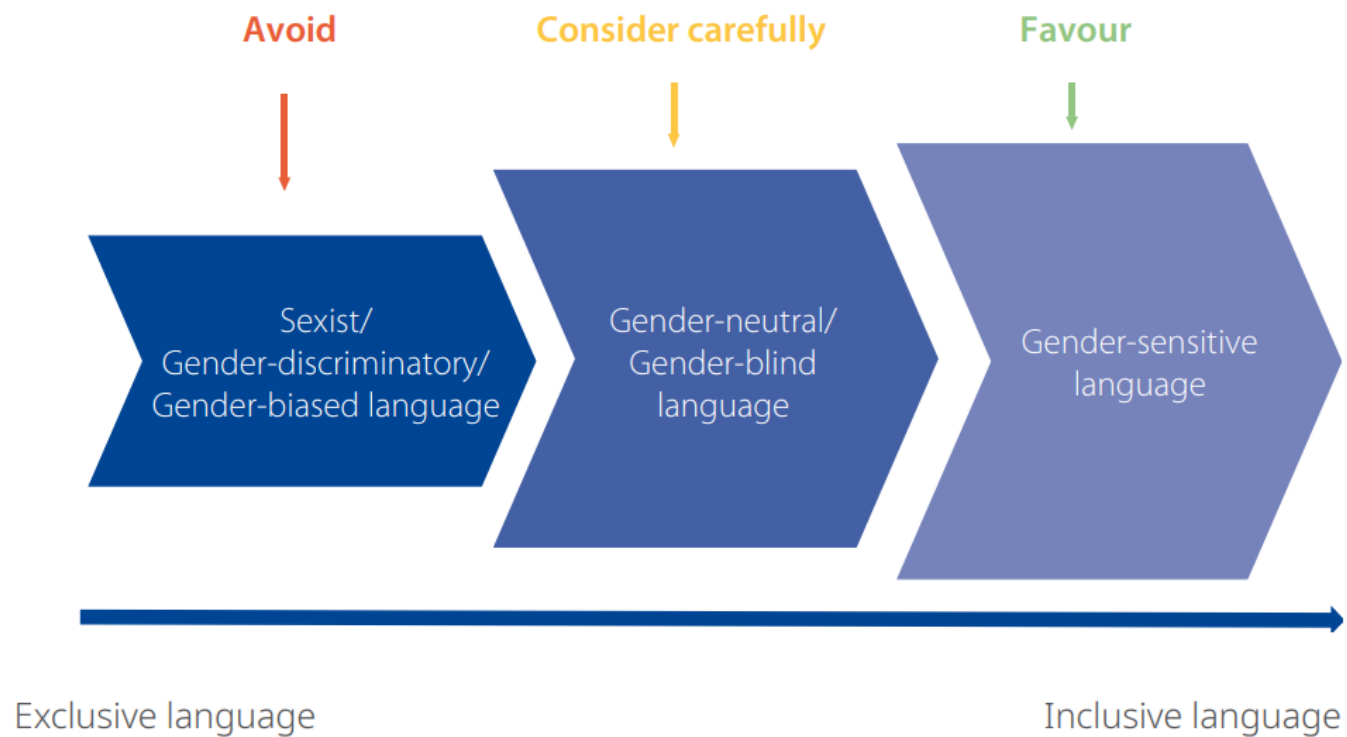 Avoid
Consider carefully
Favour
Sexist/
Gender-discriminatory/
Gender-biased language
Gender-neutral/
Gender-blind
language
Gender-sensitive
language
Exclusive language
Inclusive language